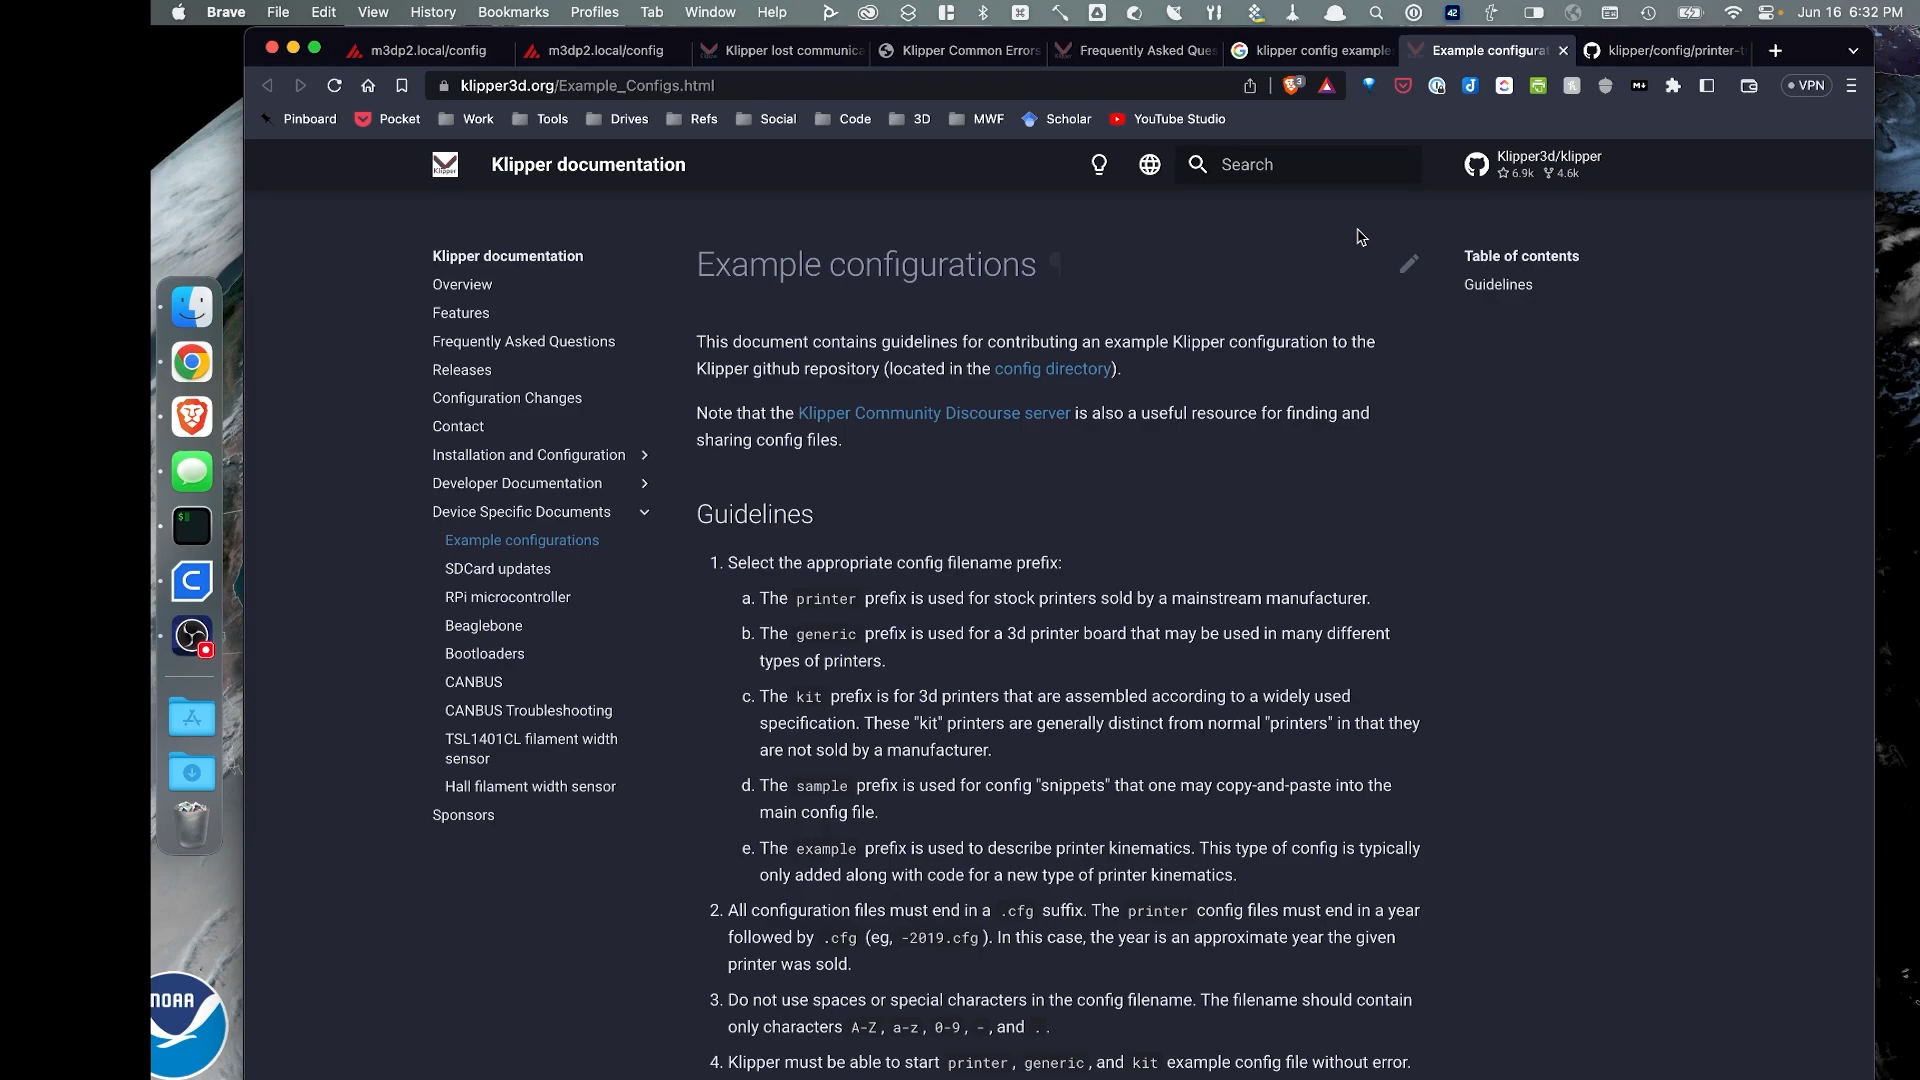 Brave File Edit View History Bookmarks Profiles Tab Window Help 42 Jun 16 6:32 PM
m3dp2.local/config m3dp2.local/config Klipper lost communica Klipper Common Errors Frequently Asked Ques klipper config example Example configurat klipper/config/printer-t
klipper3d.org/Example_Configs.html 3 VPN
Pinboard Pocket Work Tools Drives Refs Social Code 3D MWF Scholar YouTube Studio
Klipper documentation Search Klipper3d/klipper
6.9k 4.6k
Klipper documentation
Overview
Features
Frequently Asked Questions
Releases
Configuration Changes
Contact
Installation and Configuration
Developer Documentation
Device Specific Documents
Example configurations
SDCard updates
RPi microcontroller
Beaglebone
Bootloaders
CANBUS
CANBUS Troubleshooting
TSL1401CL filament width
sensor
Hall filament width sensor
Sponsors
Example configurations ¶
This document contains guidelines for contributing an example Klipper configuration to the
Klipper github repository (located in the config directory).
Note that the Klipper Community Discourse server is also a useful resource for finding and
sharing config files.
Guidelines
1. Select the appropriate config filename prefix:
a. The printer prefix is used for stock printers sold by a mainstream manufacturer.
b. The generic prefix is used for a 3d printer board that may be used in many different
types of printers.
c. The kit prefix is for 3d printers that are assembled according to a widely used
specification. These "kit" printers are generally distinct from normal "printers" in that they
are not sold by a manufacturer.
d. The sample prefix is used for config "snippets" that one may copy-and-paste into the
main config file.
e. The example prefix is used to describe printer kinematics. This type of config is typically
only added along with code for a new type of printer kinematics.
2. All configuration files must end in a .cfg suffix. The printer config files must end in a year
followed by .cfg (eg, -2019.cfg). In this case, the year is an approximate year the given
printer was sold.
3. Do not use spaces or special characters in the config filename. The filename should contain
only characters A-Z, a-z, 0-9, -, and ..
4. Klipper must be able to start printer, generic, and kit example config file without error.
Table of contents
Guidelines
NOAA